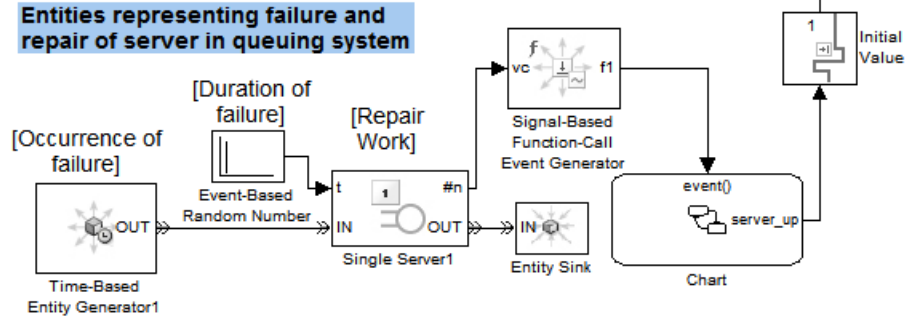 Entities representing failure and
repair of server in queuing system
[Occurrence of
failure]
OUT
Time-Based
Entity Generator1
[Duration of
failure]
Event-Based
Random Number
[Repair
Work]
t
1
#n
IN
OUT
Single Server1
f
vc
f1
Signal-Based
Function-Call
Event Generator
IN
Entity Sink
event()
server_up
Chart
1
Initial
Value